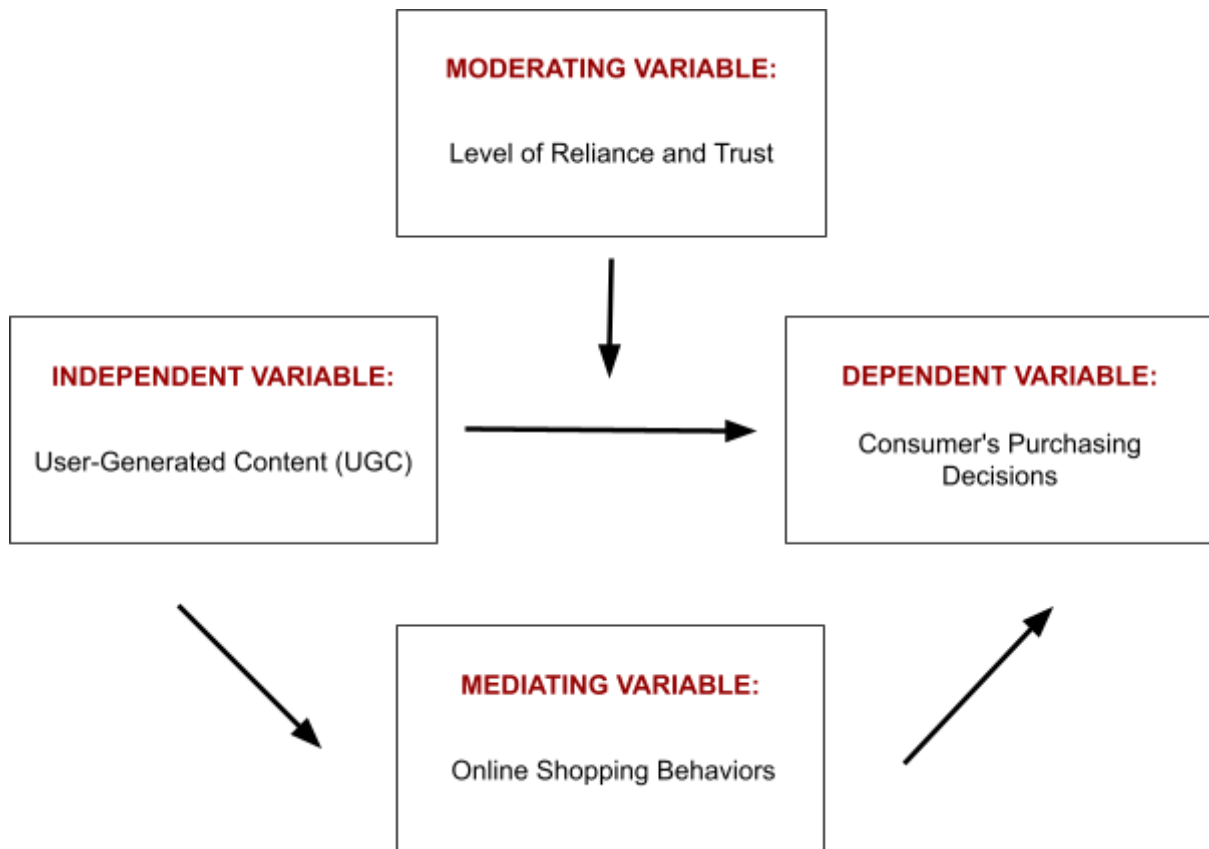 MODERATING VARIABLE:
Level of Reliance and Trust
INDEPENDENT VARIABLE:
User-Generated Content (UGC)
DEPENDENT VARIABLE:
Consumer's Purchasing
Decisions
MEDIATING VARIABLE:
Online Shopping Behaviors